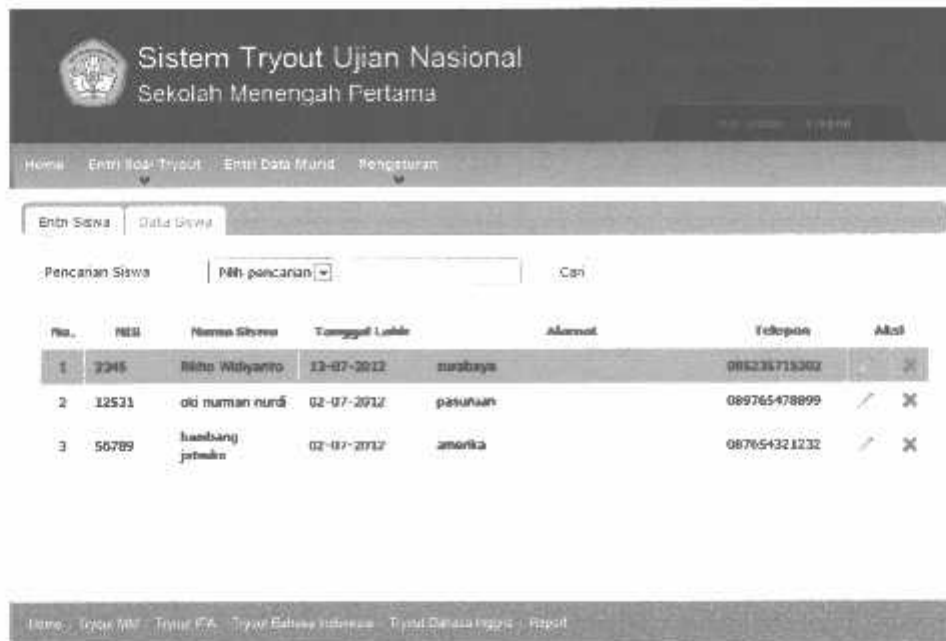 Sistem Tryout Ujian Nasional
Sekolah Menengah Pertama
Home Entri Soal Tryout Entri Data Murid Pengaturan
Entri Siswa Data Siswa
Pencarian Siswa Pilih pencarian Cari
No. NISN Nama Siswa Tanggal Lahir Alamat Telepon Aksi
1 2345 Ritho Widiyanto 13-07-2012 surabaya 085235715302
2 12531 oki nurman nurdi 02-07-2012 pasuruan 089765478899
3 56789 bambang jatmiko 02-07-2012 amerika 087654321232
Home Tryout MM Tryout IPA Tryout Bahasa Indonesia Tryout Bahasa Inggris Report